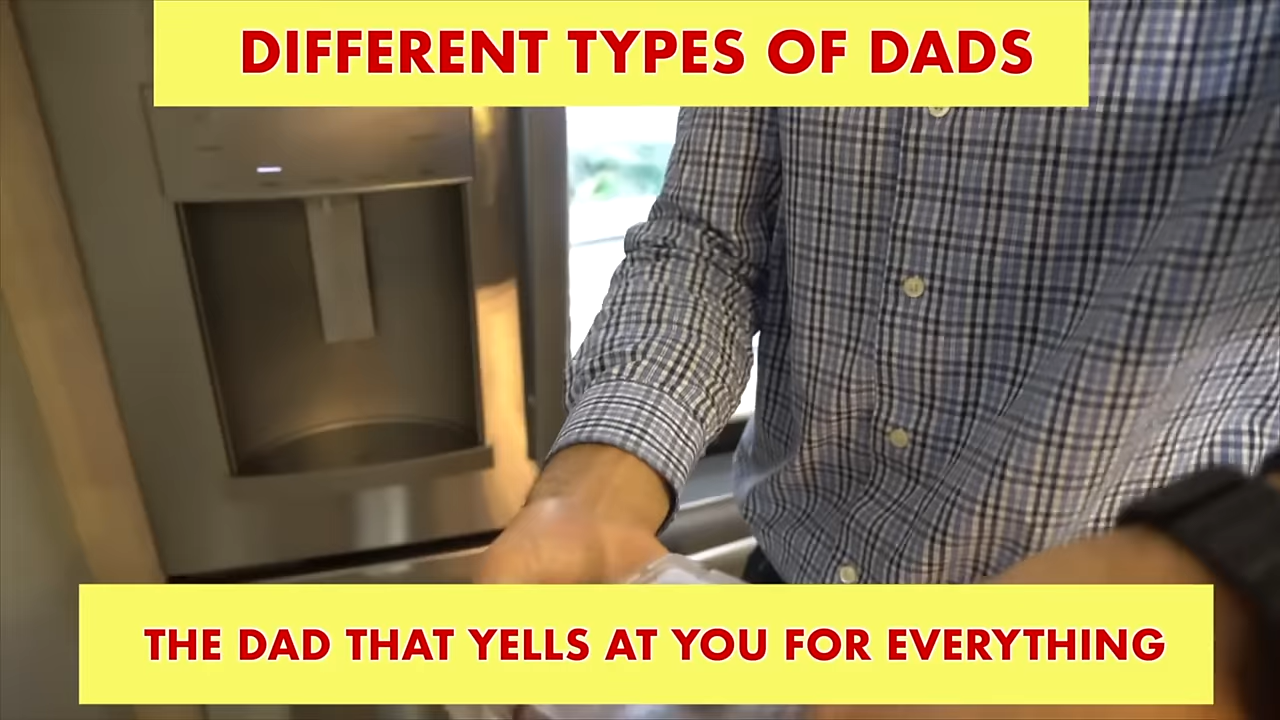 DIFFERENT TYPES OF DADS
THE DAD THAT YELLS AT YOU FOR EVERYTHING